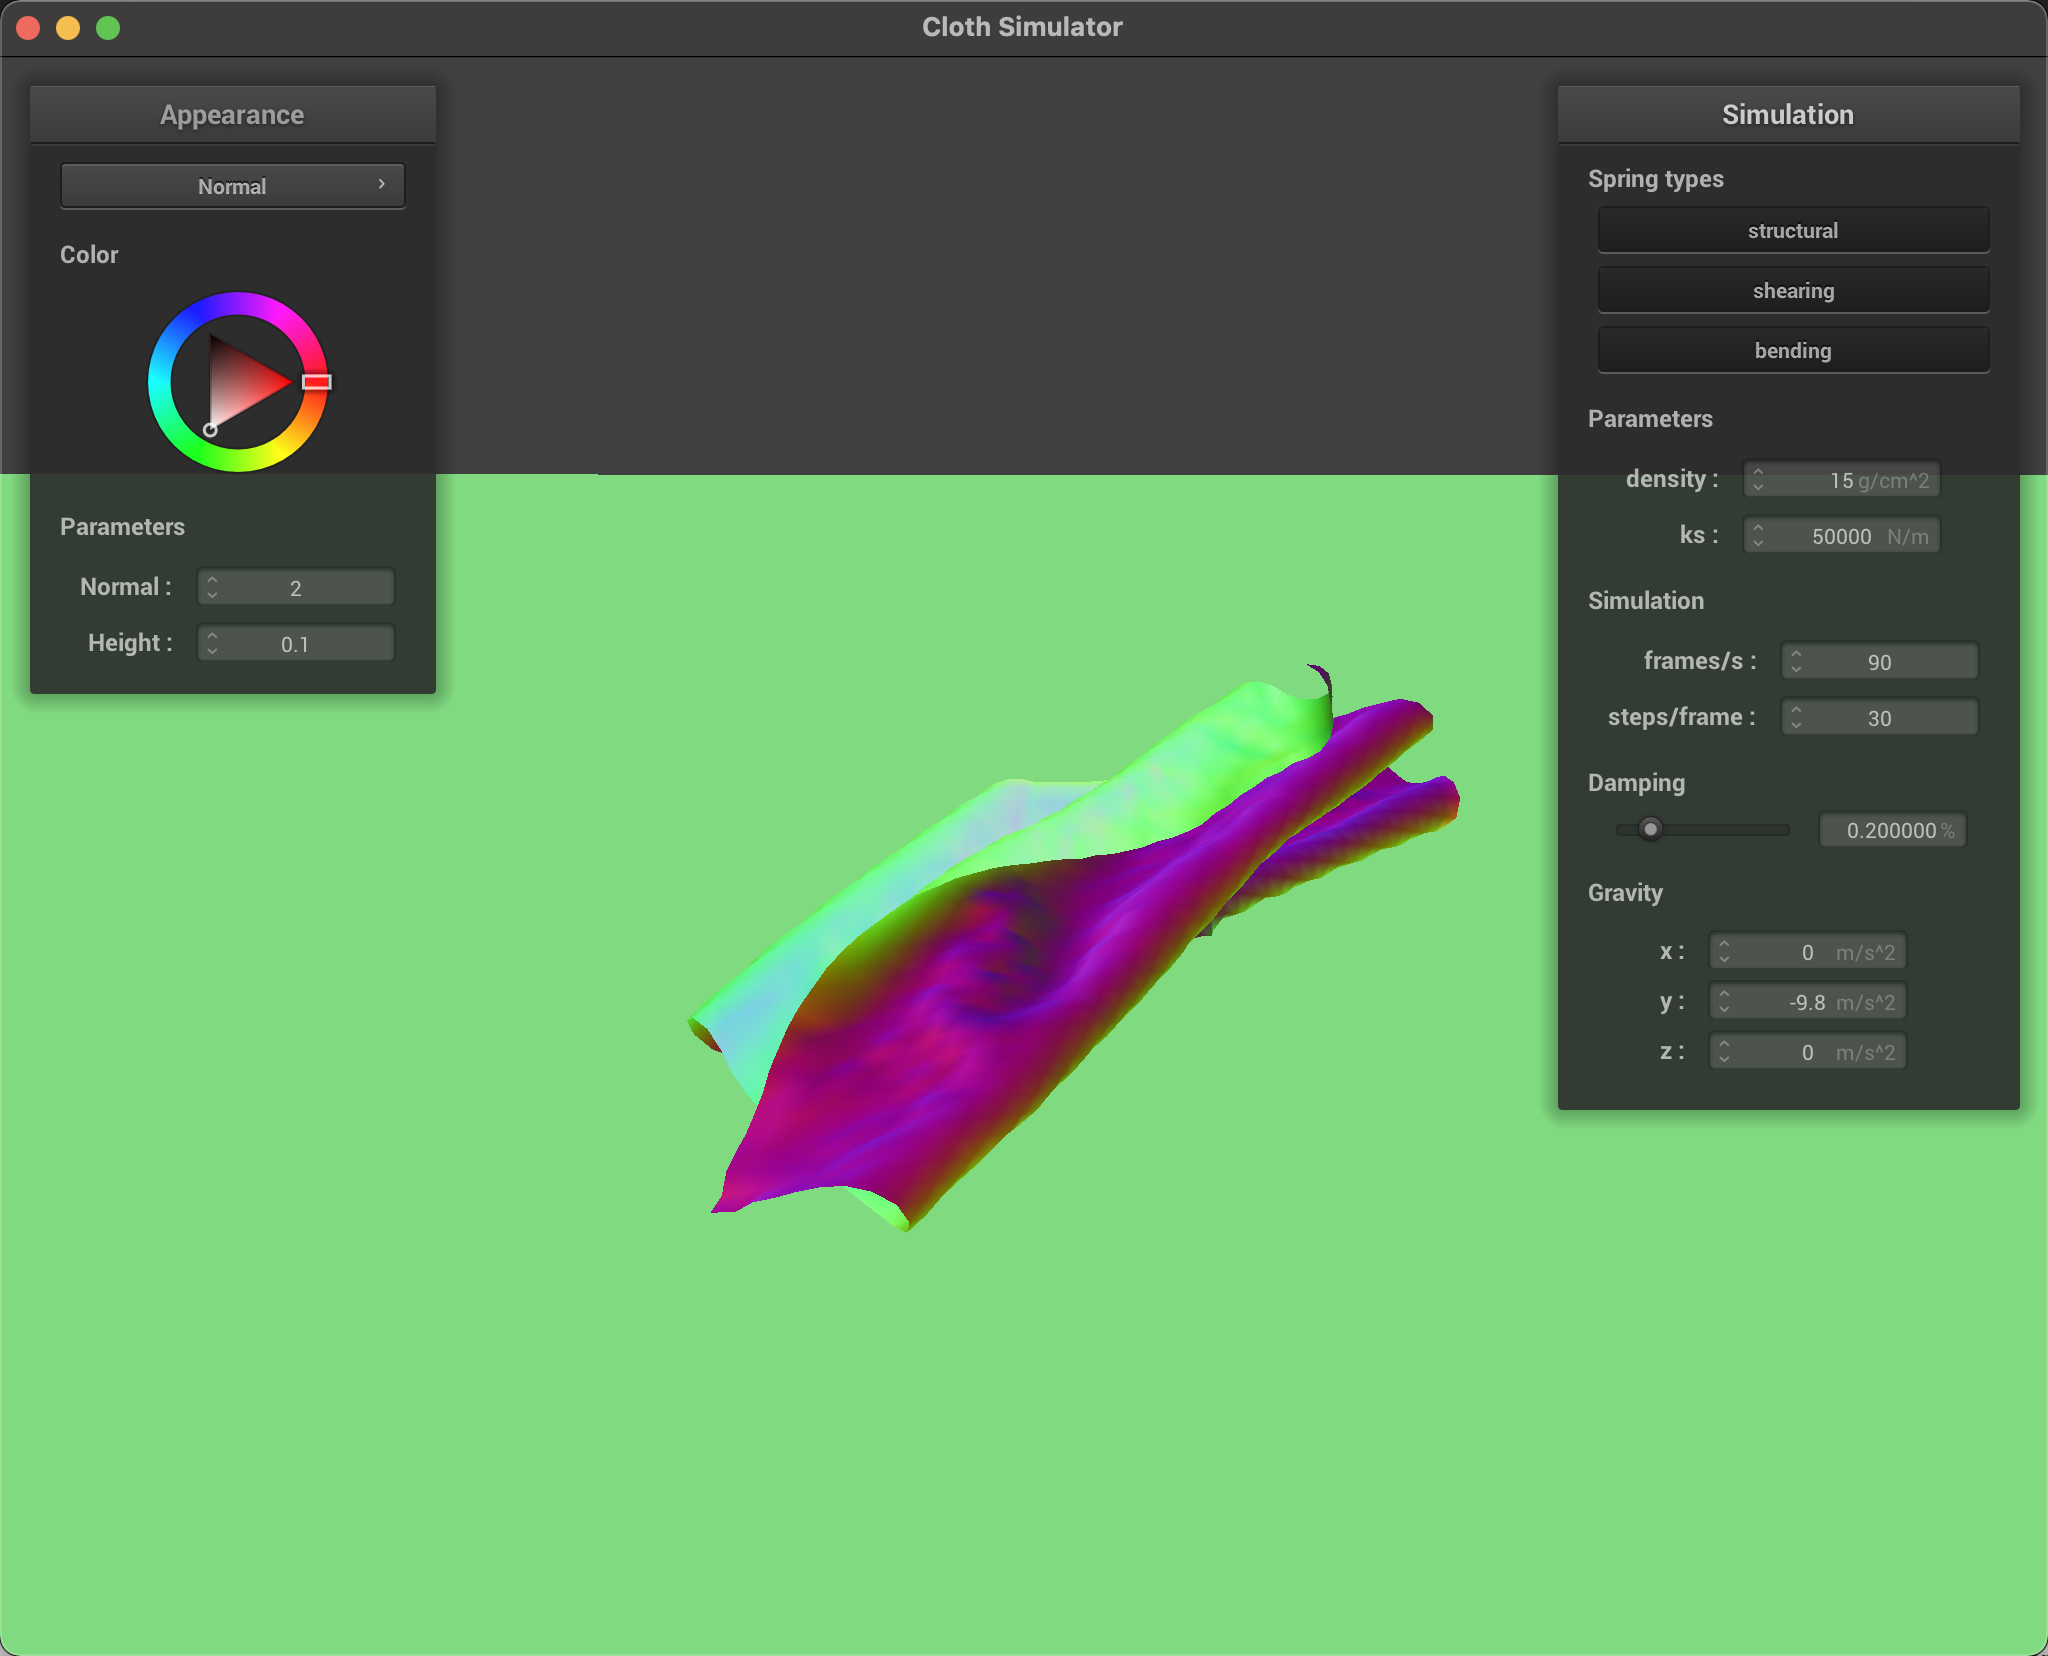 Cloth Simulator
Appearance
Normal
Color
Parameters
Normal : 2
Height : 0.1
Simulation
Spring types
structural
shearing
bending
Parameters
density : 15 g/cm^2
ks : 50000 N/m
Simulation
frames/s : 90
steps/frame : 30
Damping
0.200000 %
Gravity
x : 0 m/s^2
y : -9.8 m/s^2
z : 0 m/s^2